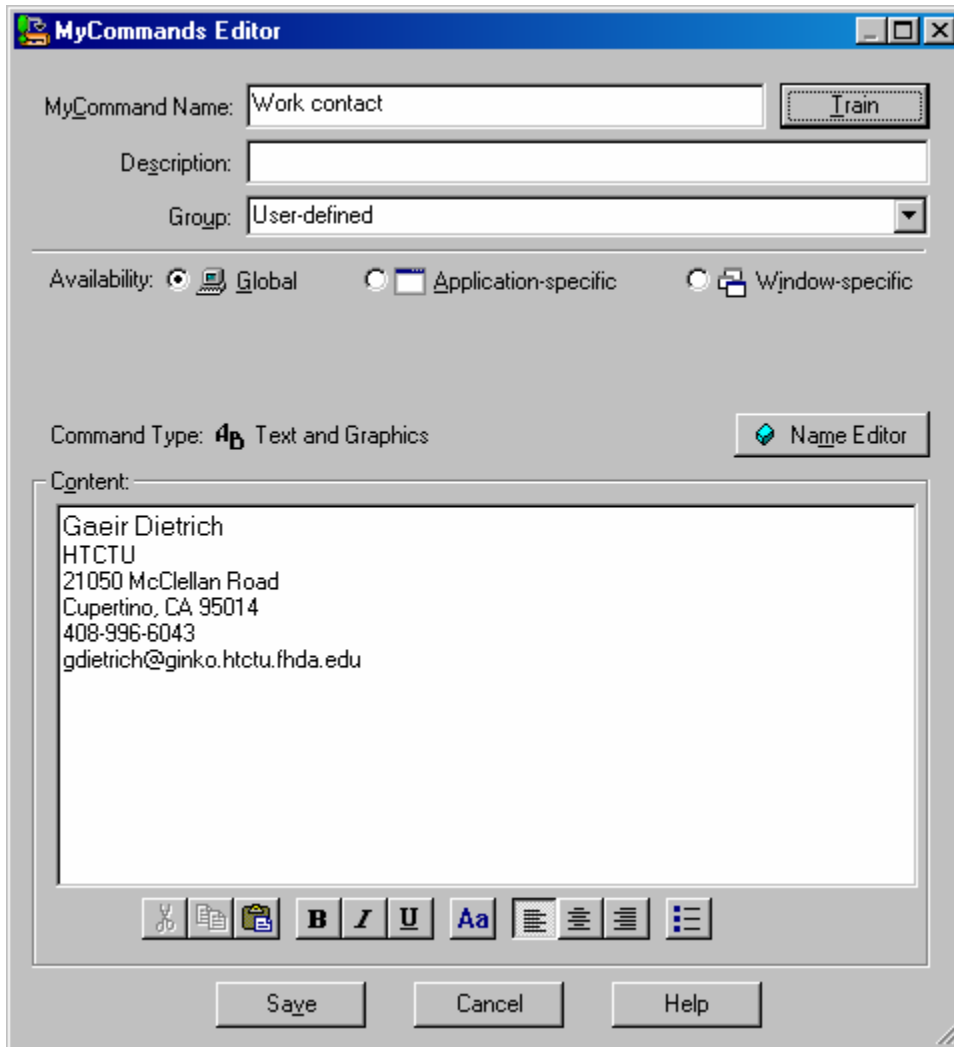 MyCommands Editor
MyCommand Name: Work contact Train
Description:
Group: User-defined
Availability: Global Application-specific Window-specific
Command Type: AB Text and Graphics Name Editor
Content:
Gaeir Dietrich
HTCTU
21050 McClellan Road
Cupertino, CA 95014
408-996-6043
gdietrich@ginko.htctu.fhda.edu
B I U Aa
Save Cancel Help